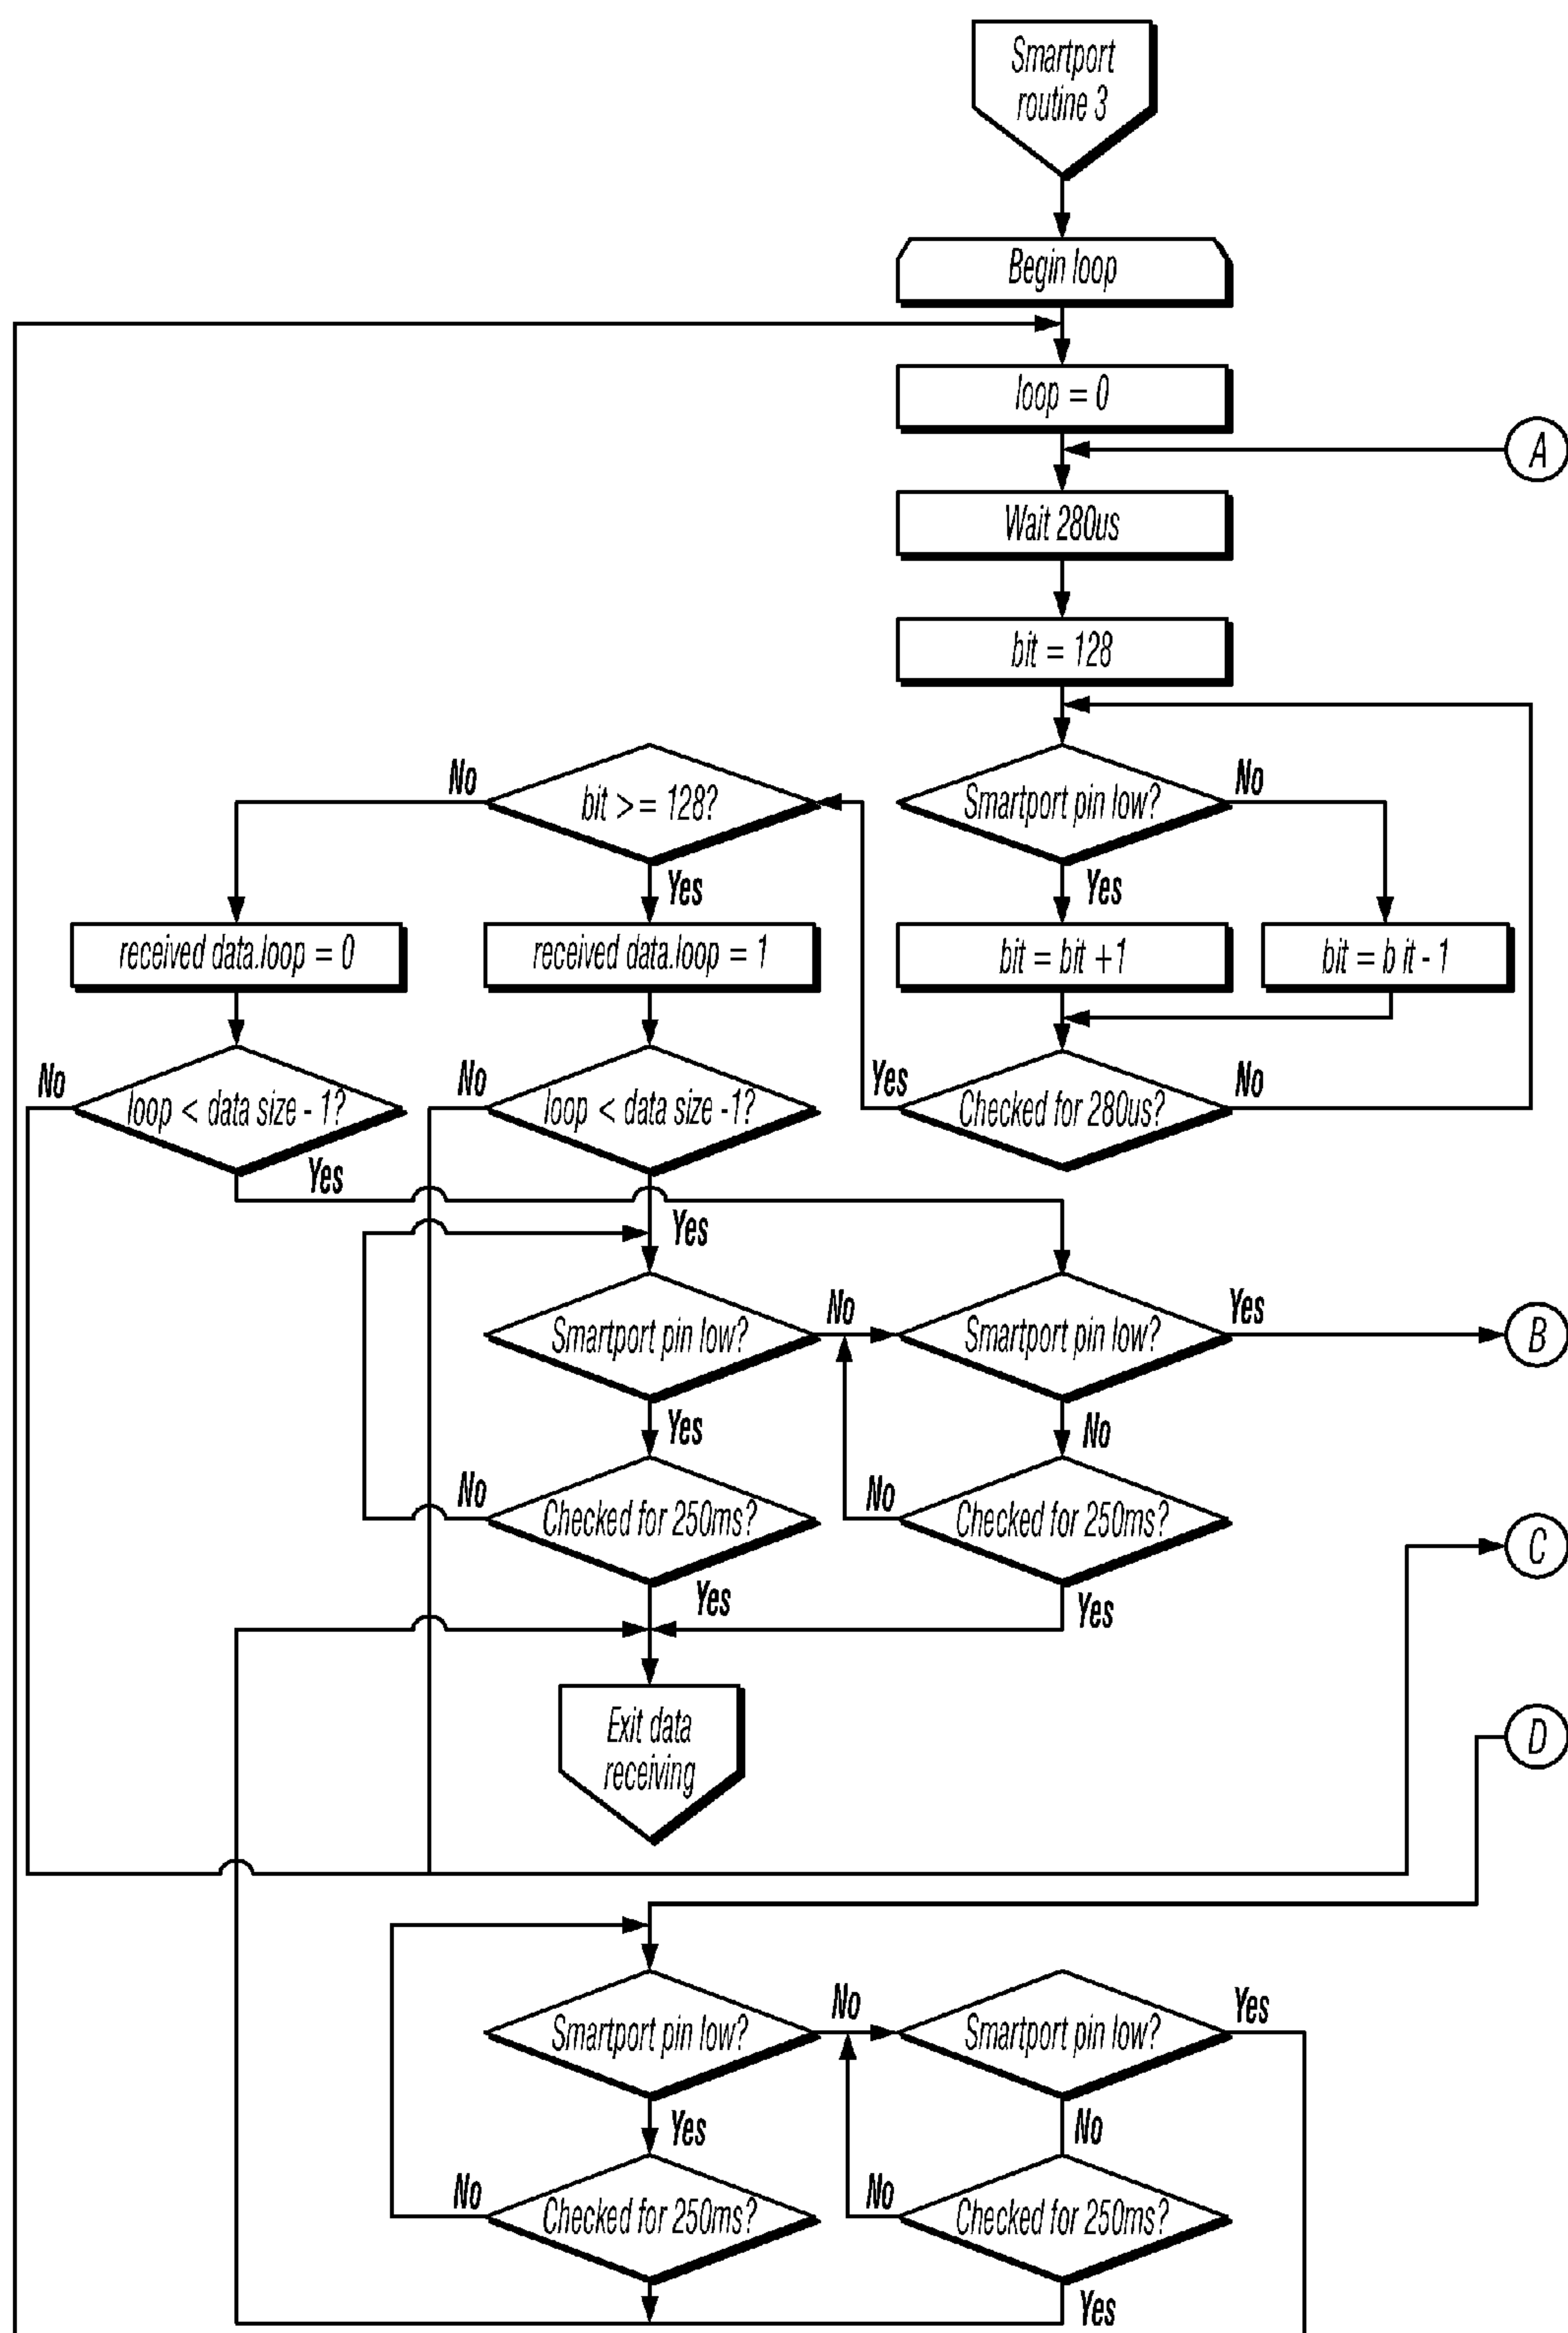 Smartport
routine 3
Begin loop
loop = 0
A
Wait 280us
bit = 128
No
bit > = 128?
Smartport pin low?
No
Yes
Yes
received data.loop = 0
received data.loop = 1
bit = bit +1
bit = b it - 1
No
loop < data size - 1?
No
loop < data size -1?
Yes
Checked for 280us?
No
Yes
Yes
Smartport pin low?
No
Smartport pin low?
Yes
B
Yes
No
No
Checked for 250ms?
No
Checked for 250ms?
C
Yes
Yes
Exit data
receiving
D
Smartport pin low?
No
Smartport pin low?
Yes
Yes
No
No
Checked for 250ms?
No
Checked for 250ms?
Yes